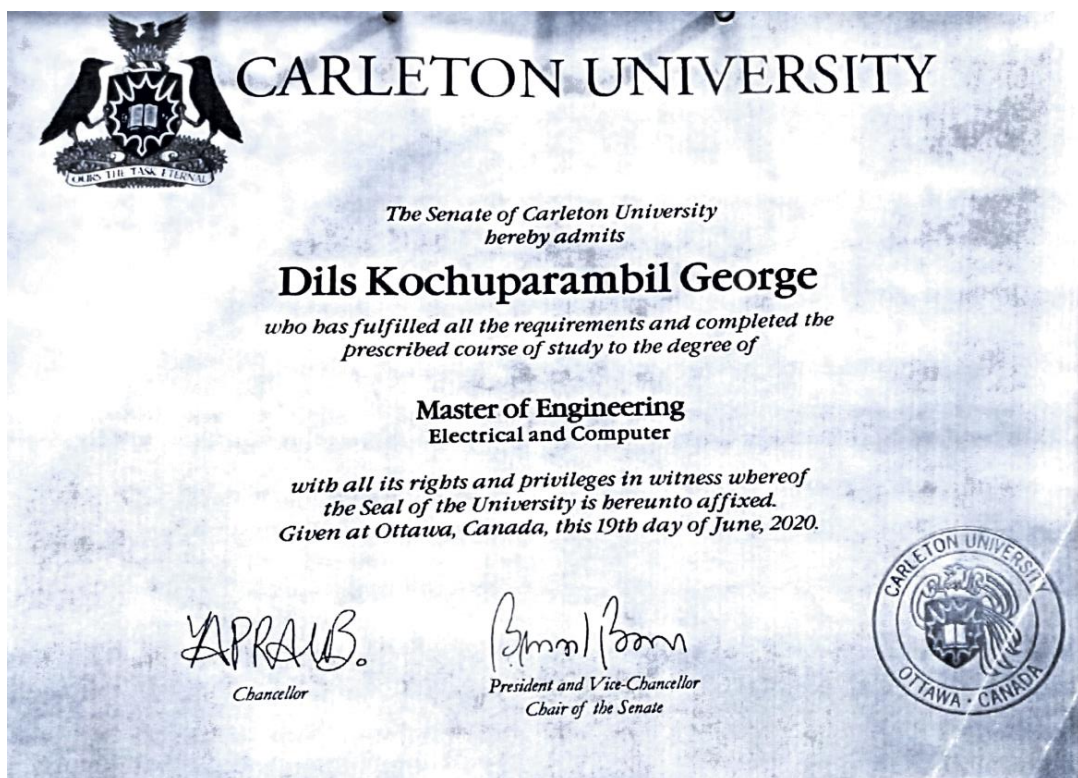 CARLETON UNIVERSITY
OURS THE TASK ETERNAL
The Senate of Carleton University
hereby admits
Dils Kochuparambil George
who has fulfilled all the requirements and completed the
prescribed course of study to the degree of
Master of Engineering
Electrical and Computer
with all its rights and privileges in witness whereof
the Seal of the University is hereunto affixed.
Given at Ottawa, Canada, this 19th day of June, 2020.
Chancellor
President and Vice-Chancellor
Chair of the Senate
CARLETON UNIVERSITY
OTTAWA · CANADA